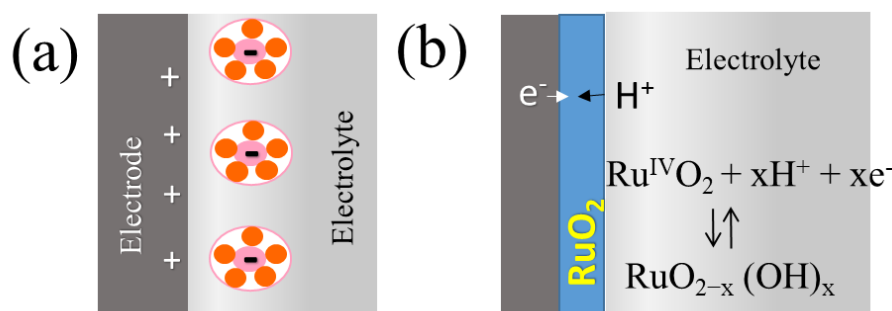 (a)
+
+
+
+
-
-
-
Electrode
Electrolyte
(b)
Electrolyte
e⁻
H⁺
RuO₂
RuᴵⱽO₂ + xH⁺ + xe⁻
RuO₂₋ₓ (OH)ₓ